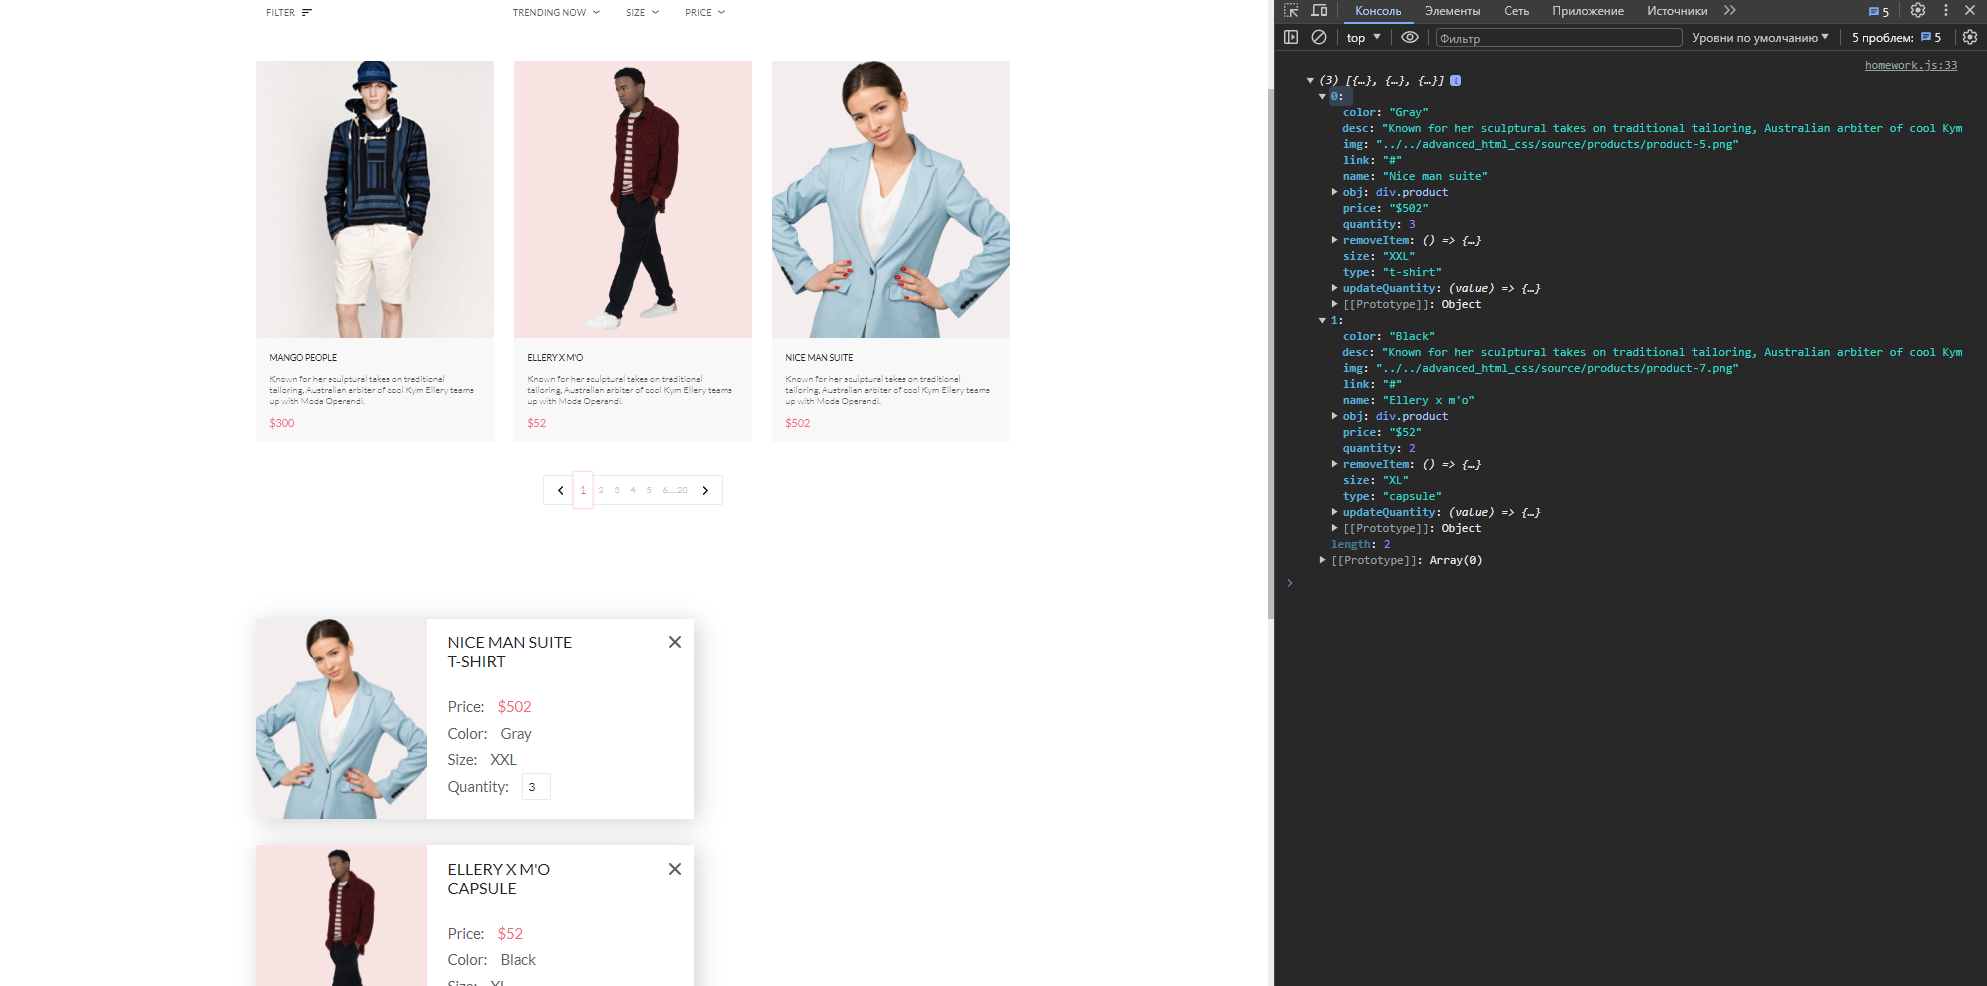 FILTER
TRENDING NOW
SIZE
PRICE
MANGO PEOPLE
Known for her sculptural takes on traditional
tailoring, Australian arbiter of cool Kym Ellery teams
up with Moda Operandi.
$300
ELLERY X M'O
Known for her sculptural takes on traditional
tailoring, Australian arbiter of cool Kym Ellery teams
up with Moda Operandi.
$52
NICE MAN SUITE
Known for her sculptural takes on traditional
tailoring, Australian arbiter of cool Kym Ellery teams
up with Moda Operandi.
$502
1 2 3 4 5 6.....20
NICE MAN SUITE
T-SHIRT
Price: $502
Color: Gray
Size: XXL
Quantity: 3
ELLERY X M'O
CAPSULE
Price: $52
Color: Black
Size: XL
Консоль Элементы Сеть Приложение Источники 5
top Фильтр Уровни по умолчанию 5 проблем: 5
homework.js:33
(3) [{…}, {…}, {…}] i
0:
color: "Gray"
desc: "Known for her sculptural takes on traditional tailoring, Australian arbiter of cool Kym
img: "../../advanced_html_css/source/products/product-5.png"
link: "#"
name: "Nice man suite"
obj: div.product
price: "$502"
quantity: 3
removeItem: () => {…}
size: "XXL"
type: "t-shirt"
updateQuantity: (value) => {…}
[[Prototype]]: Object
1:
color: "Black"
desc: "Known for her sculptural takes on traditional tailoring, Australian arbiter of cool Kym
img: "../../advanced_html_css/source/products/product-7.png"
link: "#"
name: "Ellery x m'o"
obj: div.product
price: "$52"
quantity: 2
removeItem: () => {…}
size: "XL"
type: "capsule"
updateQuantity: (value) => {…}
[[Prototype]]: Object
length: 2
[[Prototype]]: Array(0)